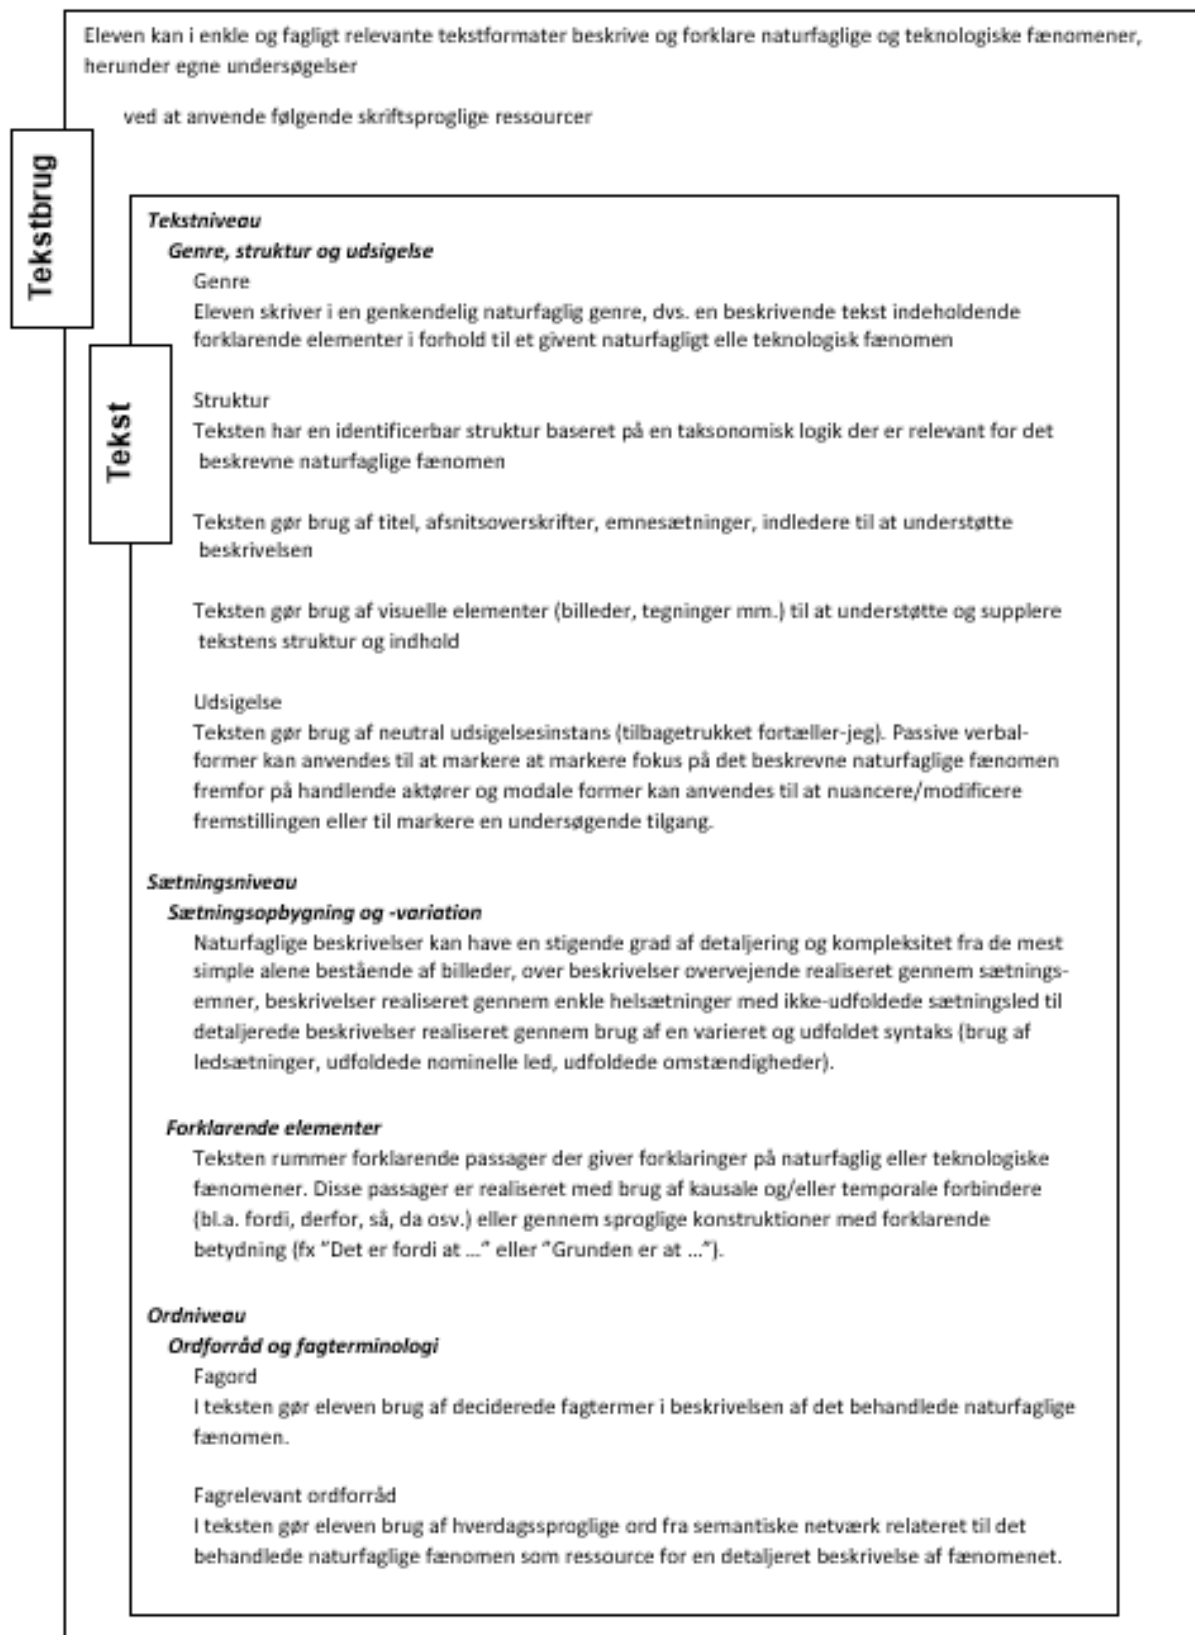 Eleven kan i enkle og fagligt relevante tekstformater beskrive og forklare naturfaglige og teknologiske fænomener,
herunder egne undersøgelser
ved at anvende følgende skriftsproglige ressourcer
Tekstbrug
Tekst
Tekstniveau
Genre, struktur og udsigelse
Genre
Eleven skriver i en genkendelig naturfaglig genre, dvs. en beskrivende tekst indeholdende
forklarende elementer i forhold til et givent naturfagligt elle teknologisk fænomen
Struktur
Teksten har en identificerbar struktur baseret på en taksonomisk logik der er relevant for det
beskrevne naturfaglige fænomen
Teksten gør brug af titel, afsnitsoverskrifter, emnesætninger, indledere til at understøtte
beskrivelsen
Teksten gør brug af visuelle elementer (billeder, tegninger mm.) til at understøtte og supplere
tekstens struktur og indhold
Udsigelse
Teksten gør brug af neutral udsigelsesinstans (tilbagetrukket fortæller-jeg). Passive verbal-
former kan anvendes til at markere at markere fokus på det beskrevne naturfaglige fænomen
fremfor på handlende aktører og modale former kan anvendes til at nuancere/modificere
fremstillingen eller til markere en undersøgende tilgang.
Sætningsniveau
Sætningsopbygning og -variation
Naturfaglige beskrivelser kan have en stigende grad af detaljering og kompleksitet fra de mest
simple alene bestående af billeder, over beskrivelser overvejende realiseret gennem sætnings-
emner, beskrivelser realiseret gennem enkle helsætninger med ikke-udfoldede sætningsled til
detaljerede beskrivelser realiseret gennem brug af en varieret og udfoldet syntaks (brug af
ledsætninger, udfoldede nominelle led, udfoldede omstændigheder).
Forklarende elementer
Teksten rummer forklarende passager der giver forklaringer på naturfaglig eller teknologiske
fænomener. Disse passager er realiseret med brug af kausale og/eller temporale forbindere
(bl.a. fordi, derfor, så, da osv.) eller gennem sproglige konstruktioner med forklarende
betydning (fx "Det er fordi at ..." eller "Grunden er at ...").
Ordniveau
Ordforråd og fagterminologi
Fagord
I teksten gør eleven brug af deciderede fagtermer i beskrivelsen af det behandlede naturfaglige
fænomen.
Fagrelevant ordforråd
I teksten gør eleven brug af hverdagssproglige ord fra semantiske netværk relateret til det
behandlede naturfaglige fænomen som ressource for en detaljeret beskrivelse af fænomenet.